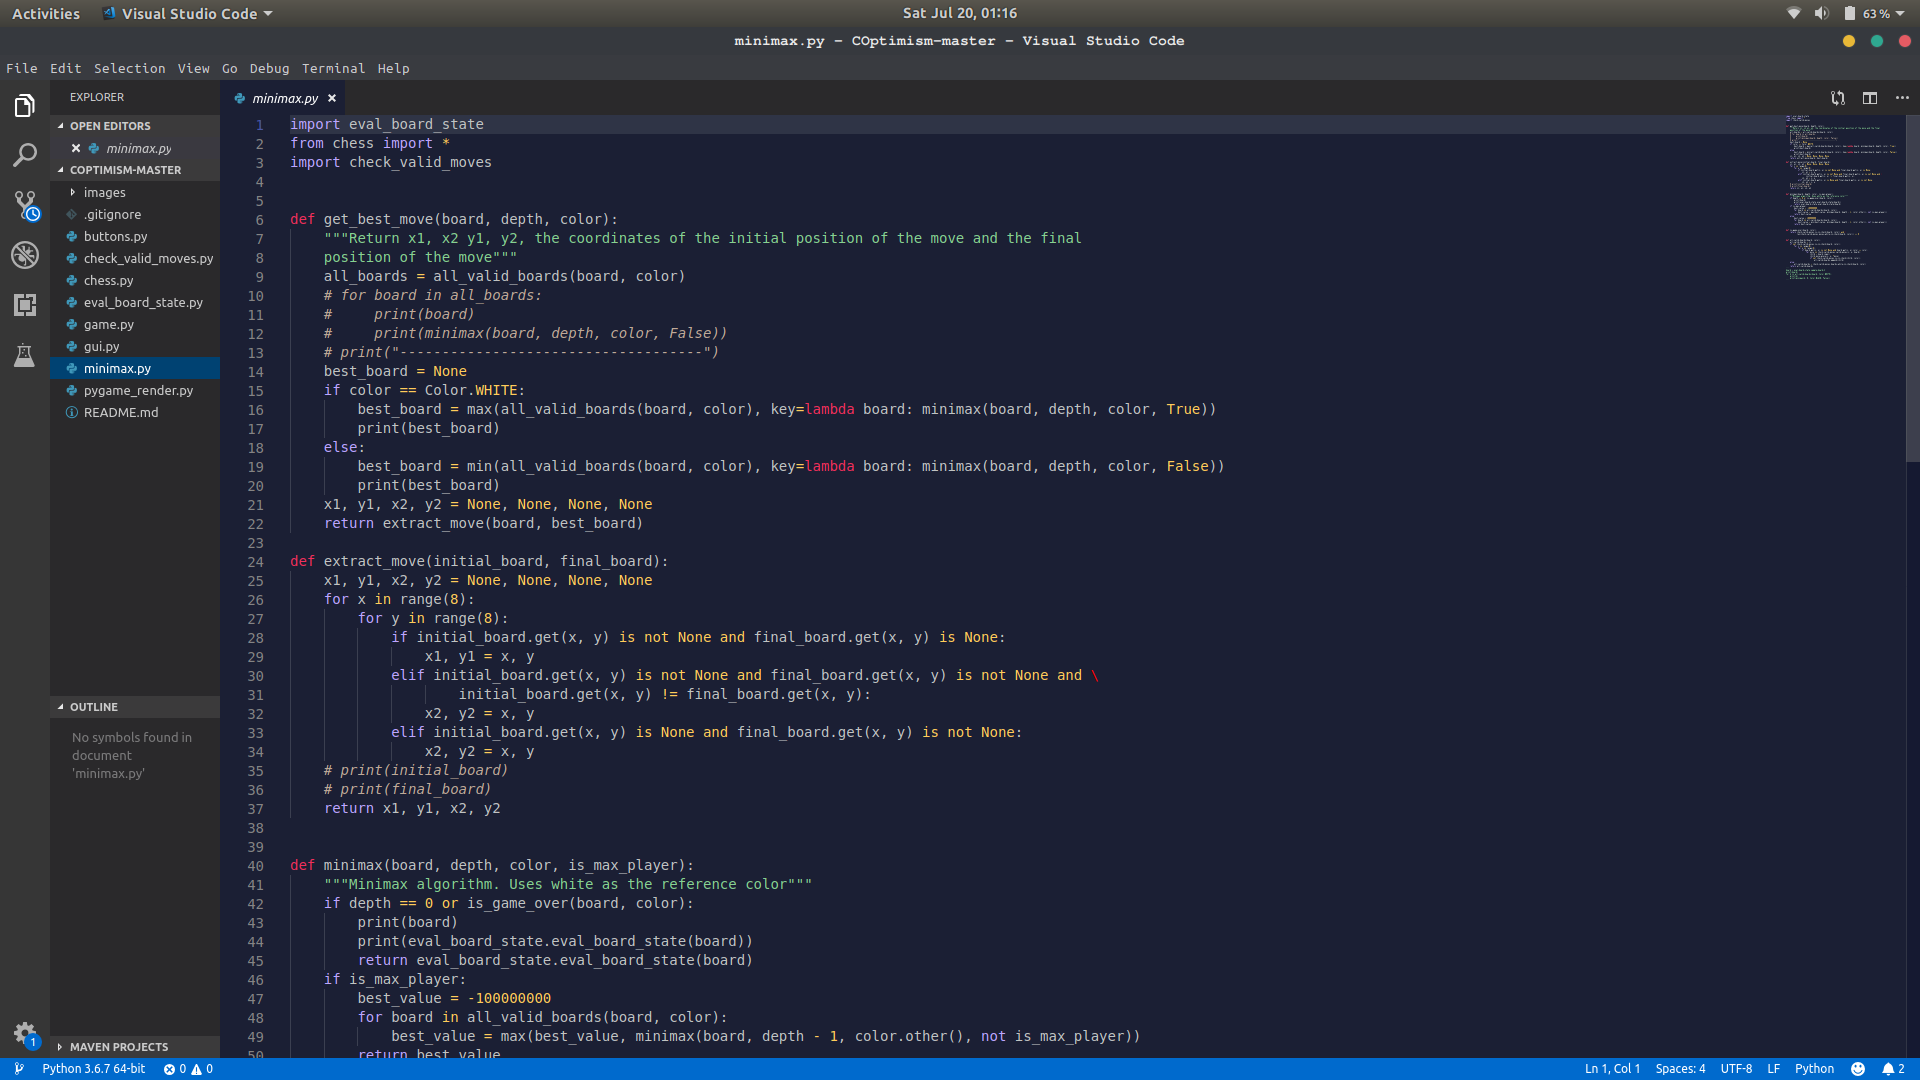 Activities Visual Studio Code Sat Jul 20, 01:16 63 %
minimax.py - COptimism-master - Visual Studio Code
File Edit Selection View Go Debug Terminal Help
EXPLORER
OPEN EDITORS
minimax.py
COPTIMISM-MASTER
images
.gitignore
buttons.py
check_valid_moves.py
chess.py
eval_board_state.py
game.py
gui.py
minimax.py
pygame_render.py
README.md
OUTLINE
No symbols found in
document
'minimax.py'
MAVEN PROJECTS
1
minimax.py
1 import eval_board_state
2 from chess import *
3 import check_valid_moves
4
5
6 def get_best_move(board, depth, color):
7     """Return x1, x2 y1, y2, the coordinates of the initial position of the move and the final
8     position of the move"""
9     all_boards = all_valid_boards(board, color)
10     # for board in all_boards:
11     #     print(board)
12     #     print(minimax(board, depth, color, False))
13     # print("------------------------------------")
14     best_board = None
15     if color == Color.WHITE:
16         best_board = max(all_valid_boards(board, color), key=lambda board: minimax(board, depth, color, True))
17         print(best_board)
18     else:
19         best_board = min(all_valid_boards(board, color), key=lambda board: minimax(board, depth, color, False))
20         print(best_board)
21     x1, y1, x2, y2 = None, None, None, None
22     return extract_move(board, best_board)
23
24 def extract_move(initial_board, final_board):
25     x1, y1, x2, y2 = None, None, None, None
26     for x in range(8):
27         for y in range(8):
28             if initial_board.get(x, y) is not None and final_board.get(x, y) is None:
29                 x1, y1 = x, y
30             elif initial_board.get(x, y) is not None and final_board.get(x, y) is not None and \
31                     initial_board.get(x, y) != final_board.get(x, y):
32                 x2, y2 = x, y
33             elif initial_board.get(x, y) is None and final_board.get(x, y) is not None:
34                 x2, y2 = x, y
35     # print(initial_board)
36     # print(final_board)
37     return x1, y1, x2, y2
38
39
40 def minimax(board, depth, color, is_max_player):
41     """Minimax algorithm. Uses white as the reference color"""
42     if depth == 0 or is_game_over(board, color):
43         print(board)
44         print(eval_board_state.eval_board_state(board))
45         return eval_board_state.eval_board_state(board)
46     if is_max_player:
47         best_value = -100000000
48         for board in all_valid_boards(board, color):
49             best_value = max(best_value, minimax(board, depth - 1, color.other(), not is_max_player))
50         return best_value
Python 3.6.7 64-bit 0 0 Ln 1, Col 1 Spaces: 4 UTF-8 LF Python 2